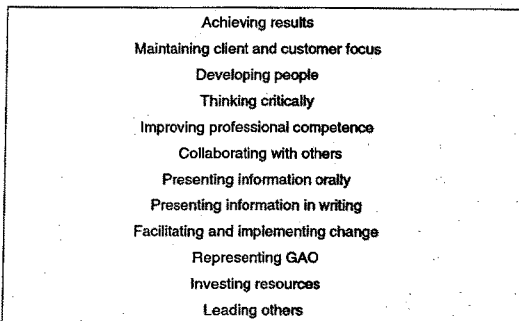 Achieving results
Maintaining client and customer focus
Developing people
Thinking critically
Improving professional competence
Collaborating with others
Presenting information orally
Presenting information in writing
Facilitating and implementing change
Representing GAO
Investing resources
Leading others